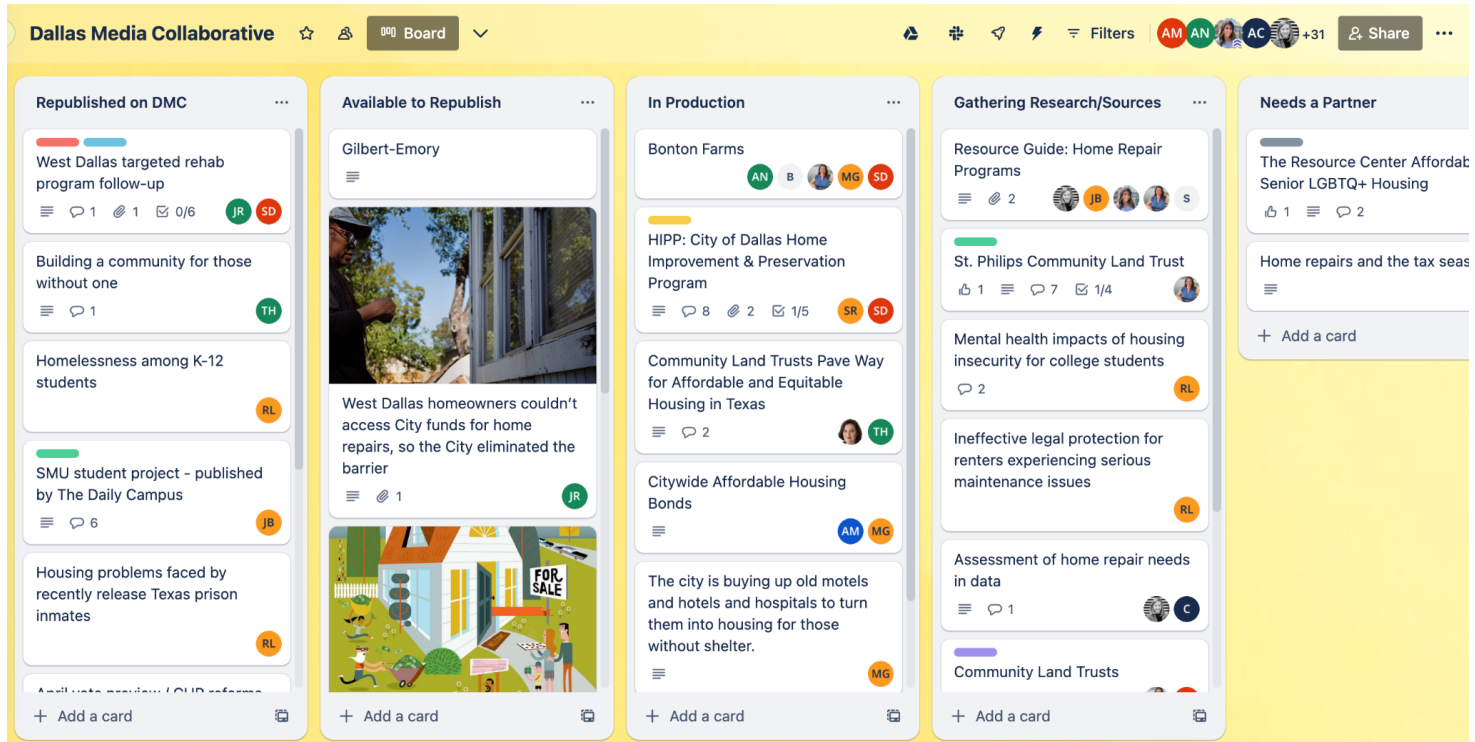 Dallas Media Collaborative
Board
Filters
AM
AN
AC
+31
Share
Republished on DMC
West Dallas targeted rehab
program follow-up
1
1
0/6
JR
SD
Building a community for those
without one
1
TH
Homelessness among K-12
students
RL
SMU student project - published
by The Daily Campus
6
JB
Housing problems faced by
recently release Texas prison
inmates
RL
Add a card
Available to Republish
Gilbert-Emory
West Dallas homeowners couldn't
access City funds for home
repairs, so the City eliminated the
barrier
1
JR
FOR
SALE
Add a card
In Production
Bonton Farms
AN
B
MG
SD
HIPP: City of Dallas Home
Improvement & Preservation
Program
8
2
1/5
SR
SD
Community Land Trusts Pave Way
for Affordable and Equitable
Housing in Texas
2
TH
Citywide Affordable Housing
Bonds
AM
MG
The city is buying up old motels
and hotels and hospitals to turn
them into housing for those
without shelter.
MG
Add a card
Gathering Research/Sources
Resource Guide: Home Repair
Programs
2
JB
S
St. Philips Community Land Trust
1
7
1/4
Mental health impacts of housing
insecurity for college students
2
RL
Ineffective legal protection for
renters experiencing serious
maintenance issues
RL
Assessment of home repair needs
in data
1
C
Community Land Trusts
Add a card
Needs a Partner
The Resource Center Affordab
Senior LGBTQ+ Housing
1
2
Home repairs and the tax seas
Add a card